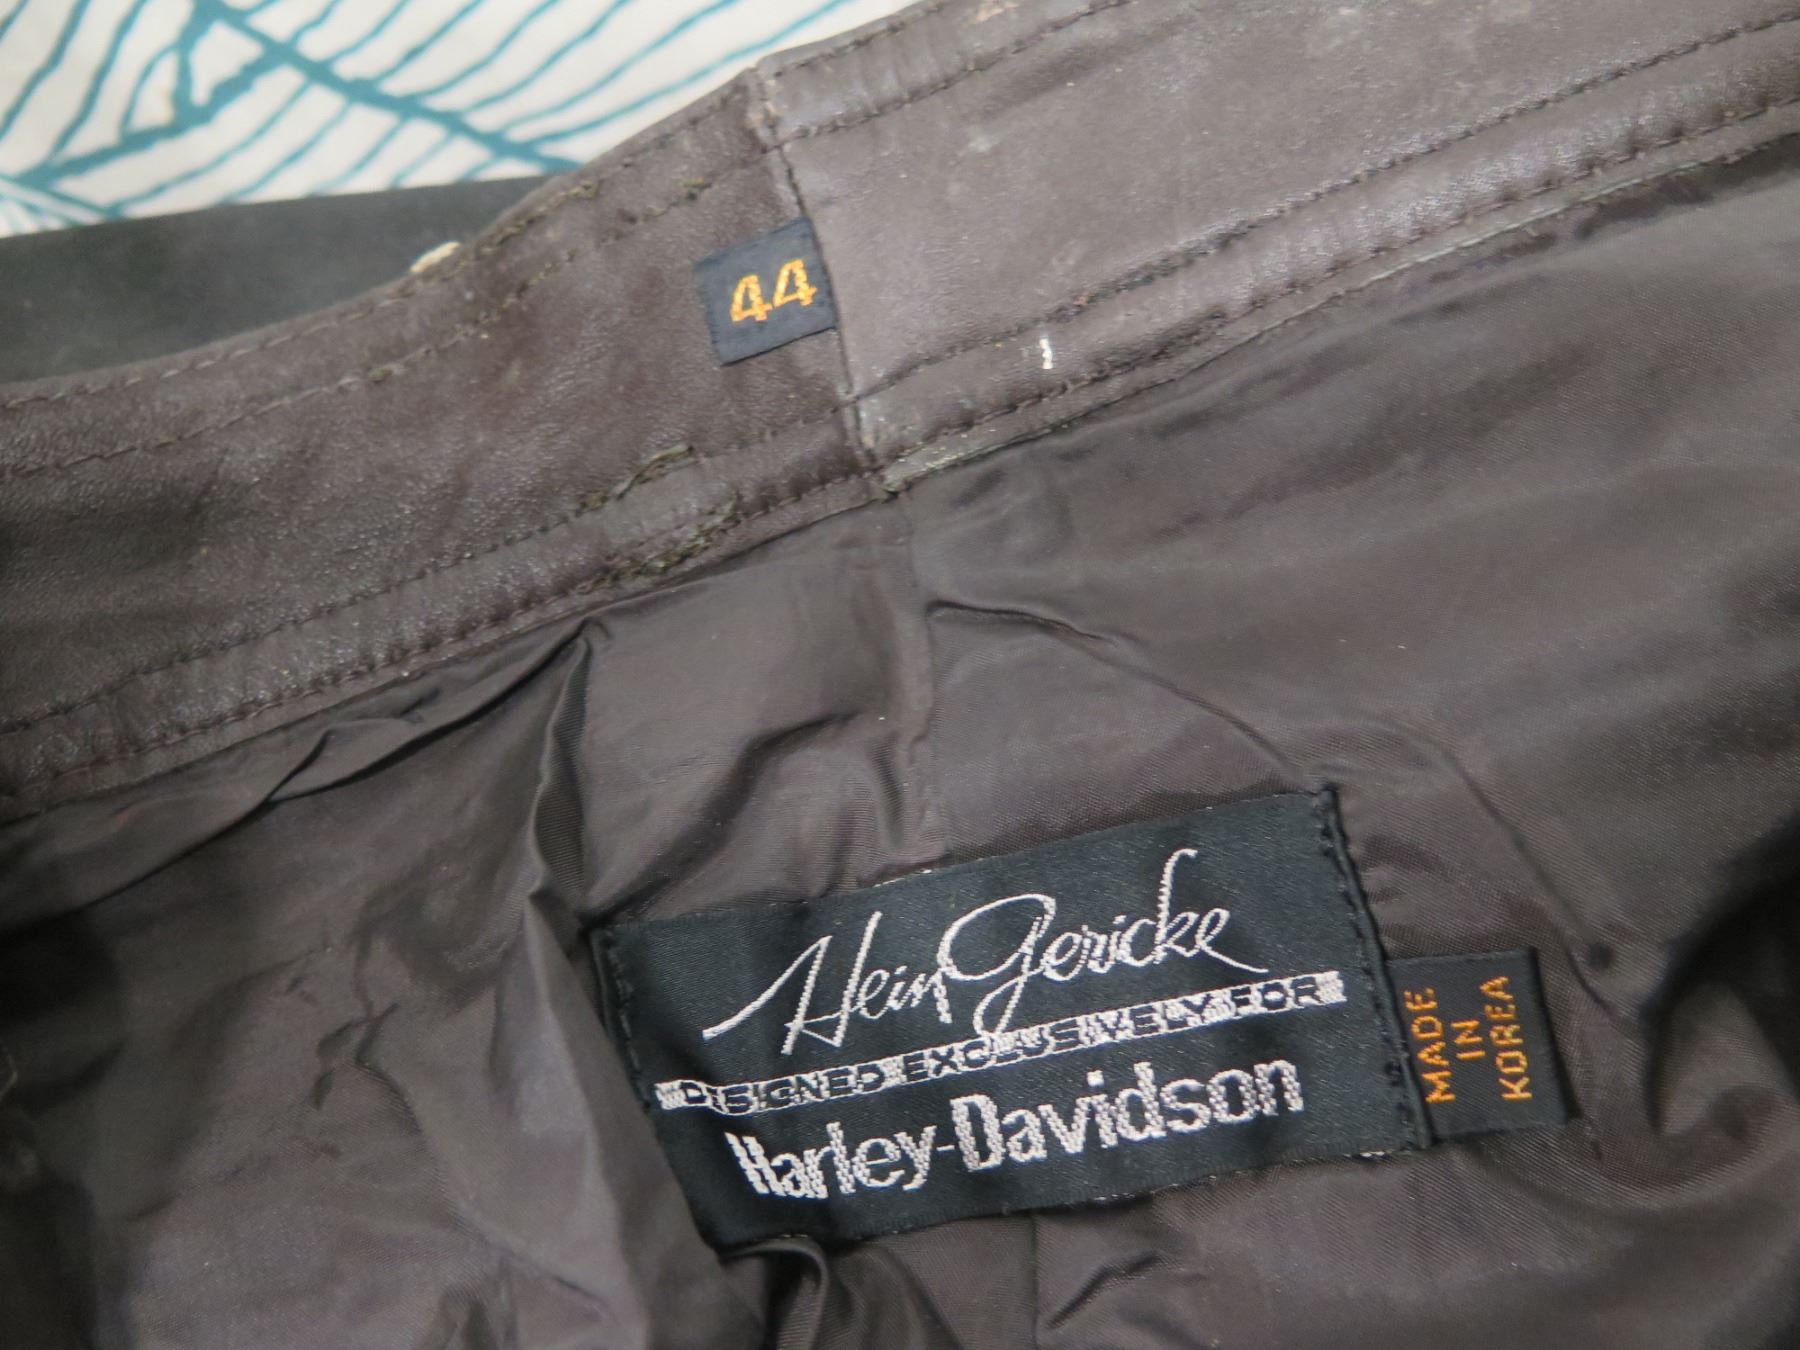 44
Hein Gericke
DESIGNED EXCLUSIVELY FOR
Harley-Davidson
MADE
IN
KOREA